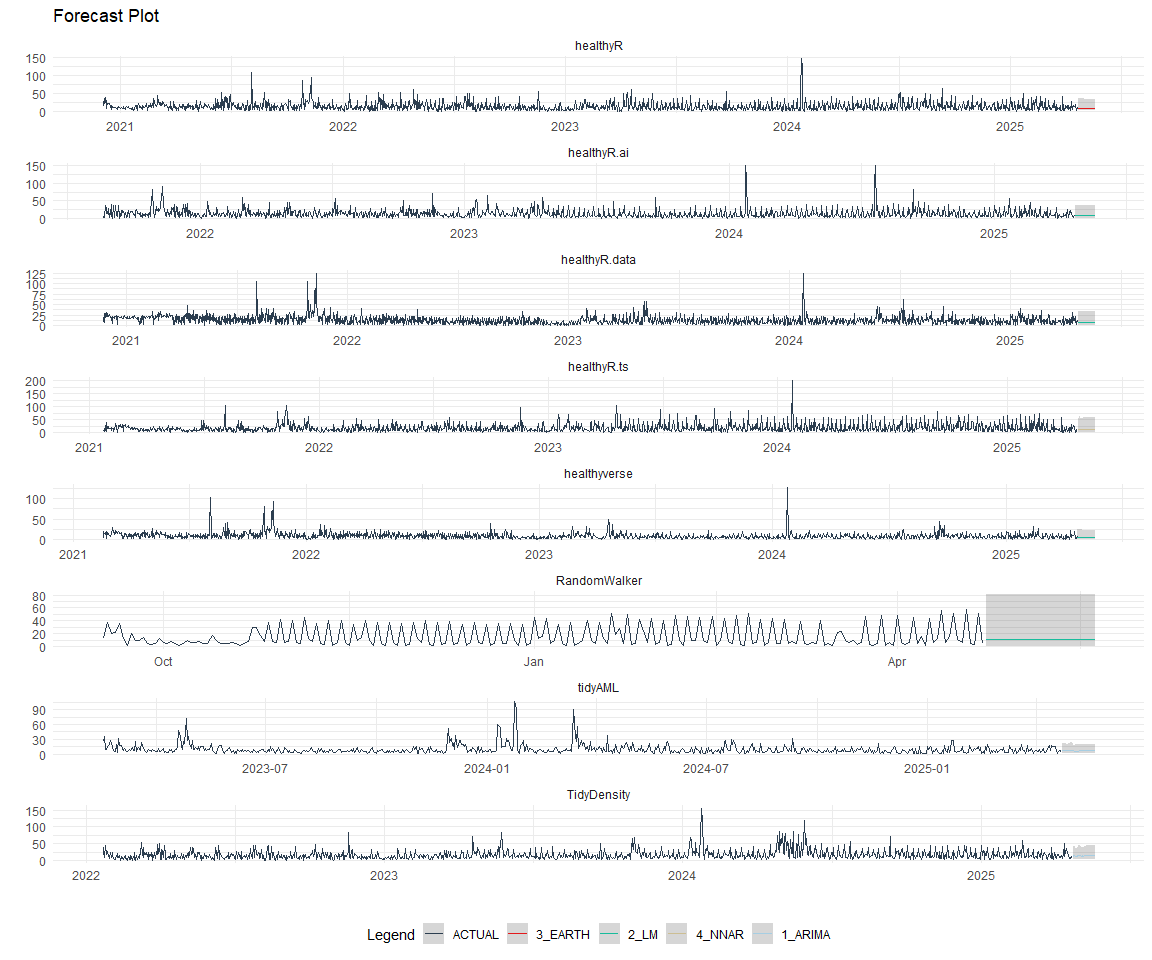 Forecast Plot
healthyR
150
100
50
0
2021 2022 2023 2024 2025
healthyR.ai
150
100
50
0
2022 2023 2024 2025
healthyR.data
125
100
75
50
25
0
2021 2022 2023 2024 2025
healthyR.ts
200
150
100
50
0
2021 2022 2023 2024 2025
healthyverse
100
50
0
2021 2022 2023 2024 2025
RandomWalker
80
60
40
20
0
Oct Jan Apr
tidyAML
90
60
30
0
2023-07 2024-01 2024-07 2025-01
TidyDensity
150
100
50
0
2022 2023 2024 2025
Legend ACTUAL 3_EARTH 2_LM 4_NNAR 1_ARIMA